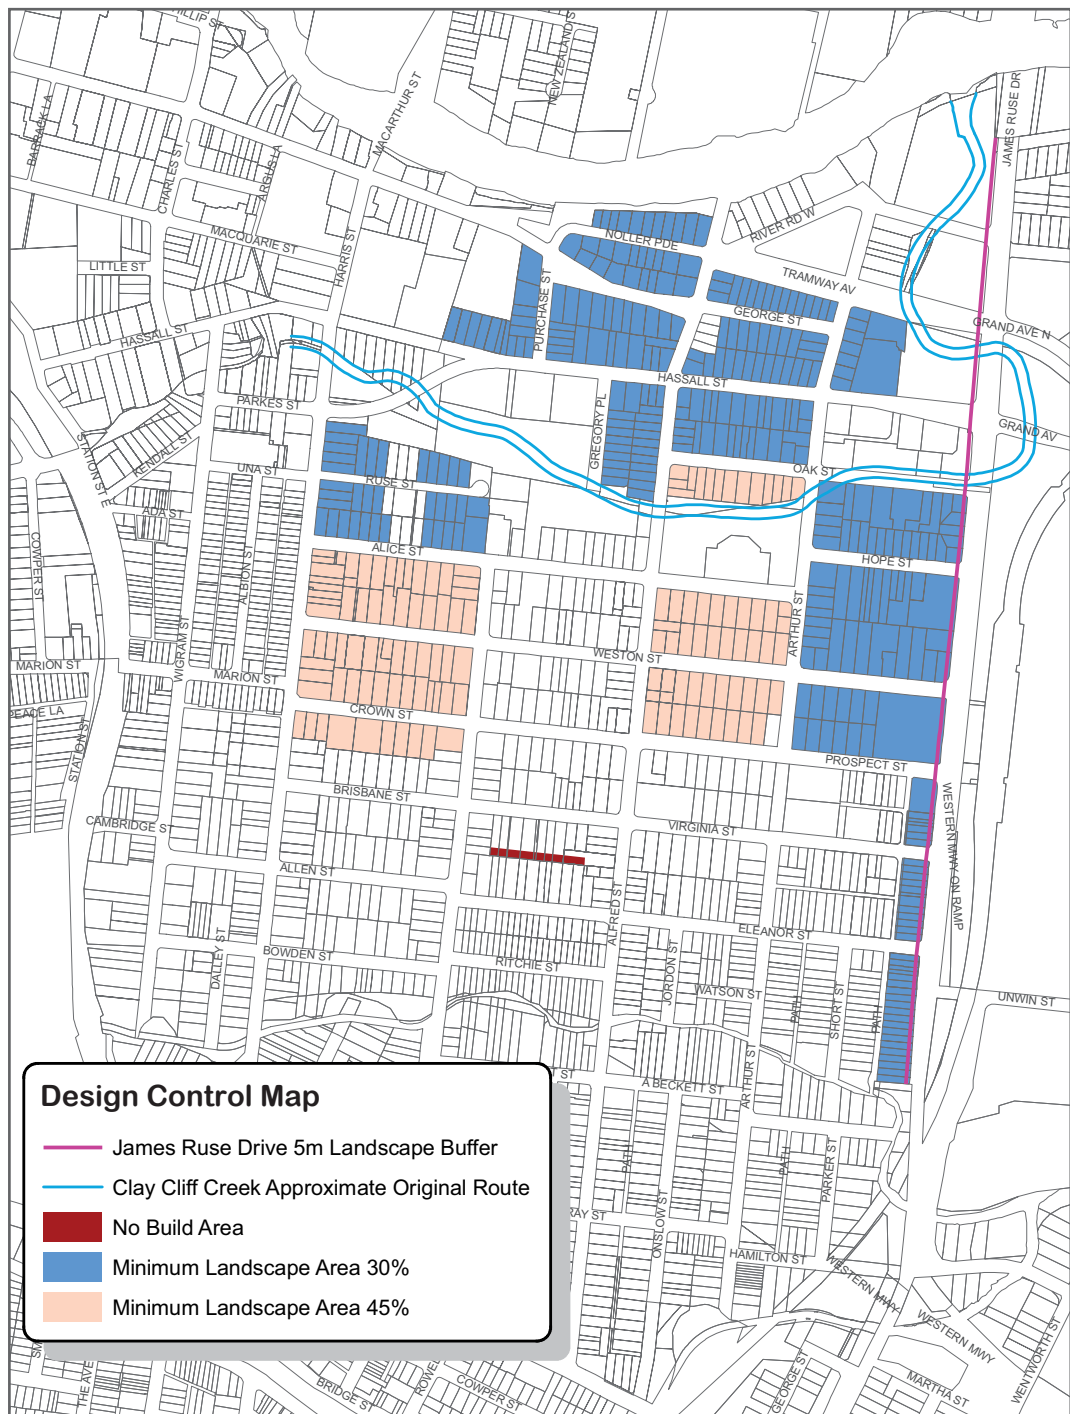 HILLIP ST
NEW ZEALAND S
MACARTHUR ST
JAMES RUSE DR
BARRACK LA
CHARLES ST
ARGUS LA
MACQUARIE ST
LITTLE ST
HARRIS ST
NOLLER PDE
RIVER RD W
TRAMWAY AV
PURCHASE ST
GEORGE ST
GRAND AVE N
HASSALL ST
HASSALL ST
PARKES ST
GREGORY PL
GRAND AV
STATION ST E
KENDALL ST
UNA ST
RUSE ST
OAK ST
ADA ST
ALICE ST
HOPE ST
COWPER ST
ALBION ST
WIGRAM ST
ARTHUR ST
WESTON ST
MARION ST
MARION ST
PEACE LA
CROWN ST
STATION ST
PROSPECT ST
BRISBANE ST
WESTERN MWY ON RAMP
CAMBRIDGE ST
VIRGINIA ST
ALLEN ST
ALFRED ST
ELEANOR ST
DALLEY ST
BOWDEN ST
RITCHIE ST
JORDON ST
WATSON ST
PATH
SHORT ST
PATH
UNWIN ST
ST
A BECKETT ST
ARTHUR ST
PATH
PATH
PARKER ST
RAY ST
ONSLOW ST
HAMILTON ST
WESTERN MWY
WESTERN MWY
WENTWORTH ST
GEORGE ST
MARTHA ST
SM
THE AVE
BRIDGE ST
ROWE
COWPER ST
Design Control Map
James Ruse Drive 5m Landscape Buffer
Clay Cliff Creek Approximate Original Route
No Build Area
Minimum Landscape Area 30%
Minimum Landscape Area 45%